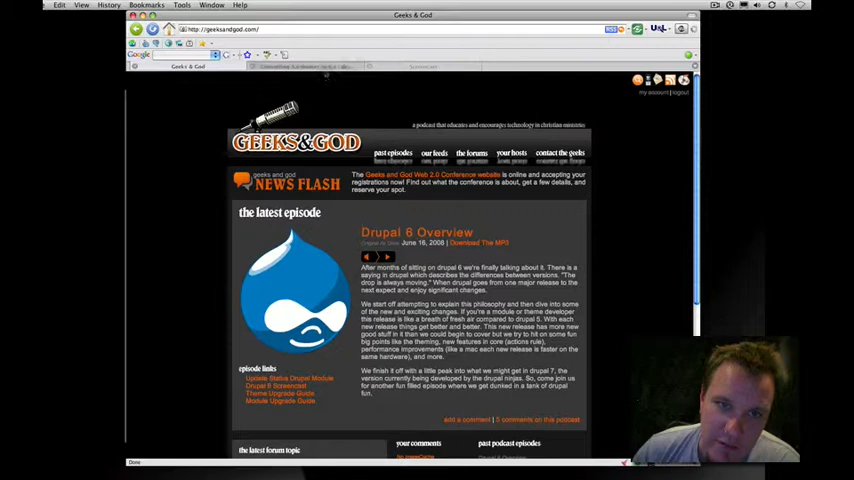 Edit View History Bookmarks Tools Window Help
Geeks & God
http://geeksandgod.com/
RSS
Google
Geeks & God
my account | logout
a podcast that educates and encourages technology in christian ministries
GEEKS&GOD
past episodes our feeds the forums your hosts contact the geeks
geeks and god
NEWS FLASH
The Geeks and God Web 2.0 Conference website is online and accepting your
registrations now! Find out what the conference is about, get a few details, and
reserve your spot.
the latest episode
Drupal 6 Overview
June 16, 2008 | Download The MP3
After months of sitting on drupal 6 we're finally talking about it. There is a
saying in drupal which describes the differences between versions. "The
drop is always moving." When drupal goes from one major release to the
next expect and enjoy significant changes.
We start off attempting to explain this philosophy and then dive into some
of the new and exciting changes. If you're a module or theme developer
this release is like a breath of fresh air compared to drupal 5. With each
new release things get better and better. This new release has more new
good stuff in it than we could begin to cover but we try to hit on some fun
big points like the theming, new features in core (actions rule),
performance improvements (like a mac each new release is faster on the
same hardware), and more.
We finish it off with a little peak into what we might get in drupal 7, the
version currently being developed by the drupal ninjas. So, come join us
for another fun filled episode where we get dunked in a tank of drupal
fun.
episode links
Update Status Drupal Module
Drupal 6 Screencast
Theme Upgrade Guide
Module Upgrade Guide
add a comment | 5 comments on this podcast
the latest forum topic
your comments
past podcast episodes
No imageCache
Drupal 6 Overview
Done